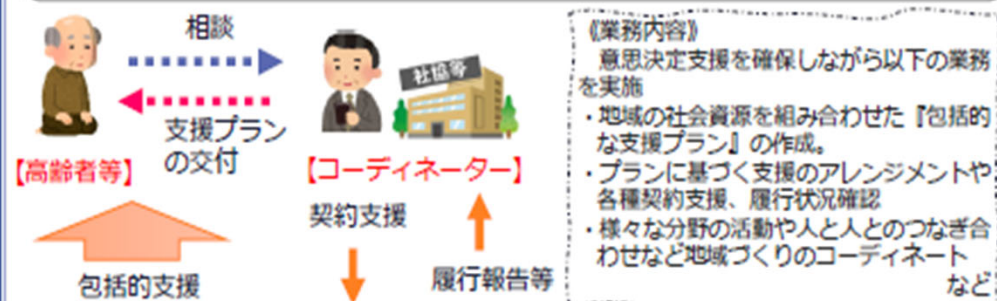 相談
支援プラン
の交付
【高齢者等】
包括的支援
社協等
【コーディネーター】
契約支援
履行報告等
《業務内容》
意思決定支援を確保しながら以下の業務
を実施
・地域の社会資源を組み合わせた『包括的
な支援プラン』の作成。
・プランに基づく支援のアレンジメントや
各種契約支援、履行状況確認
・様々な分野の活動や人と人とのつなぎ合
わせなど地域づくりのコーディネート
など